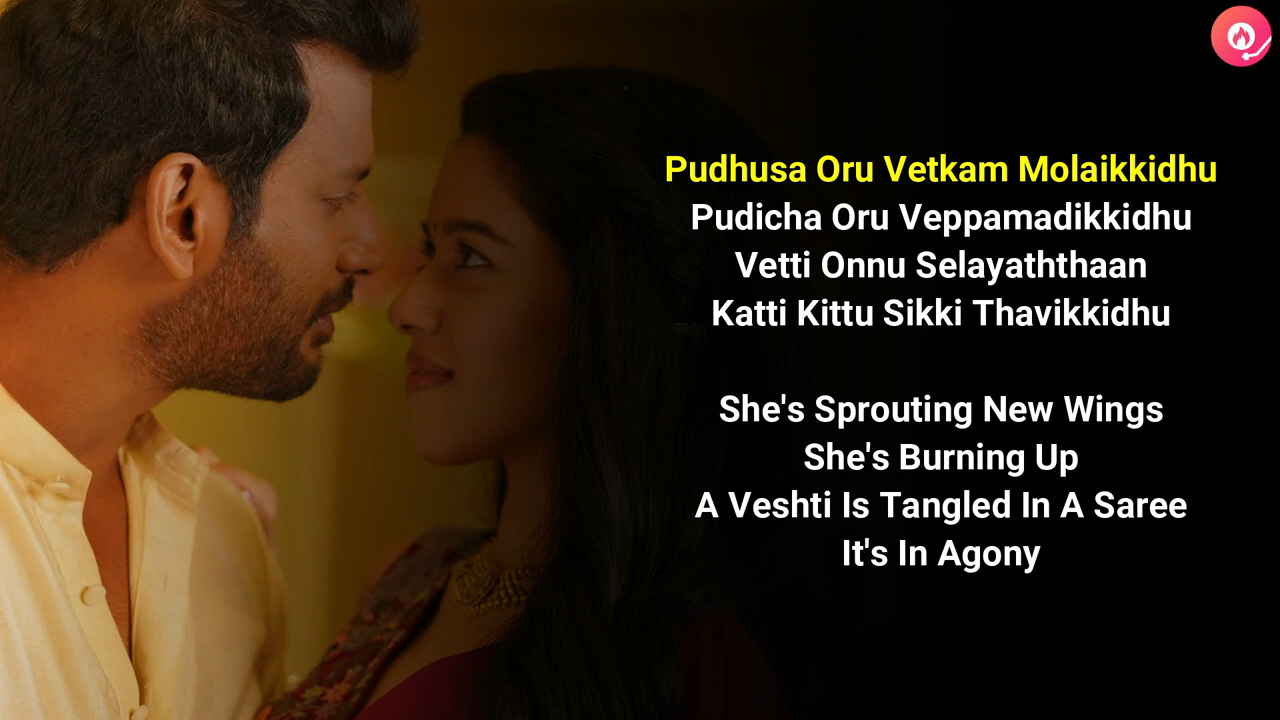 Pudhusa Oru Vetkam Molaikkidhu
Pudicha Oru Veppamadikkidhu
Vetti Onnu Selayaththaan
Katti Kittu Sikki Thavikkidhu
She's Sprouting New Wings
She's Burning Up
A Veshti Is Tangled In A Saree
It's In Agony